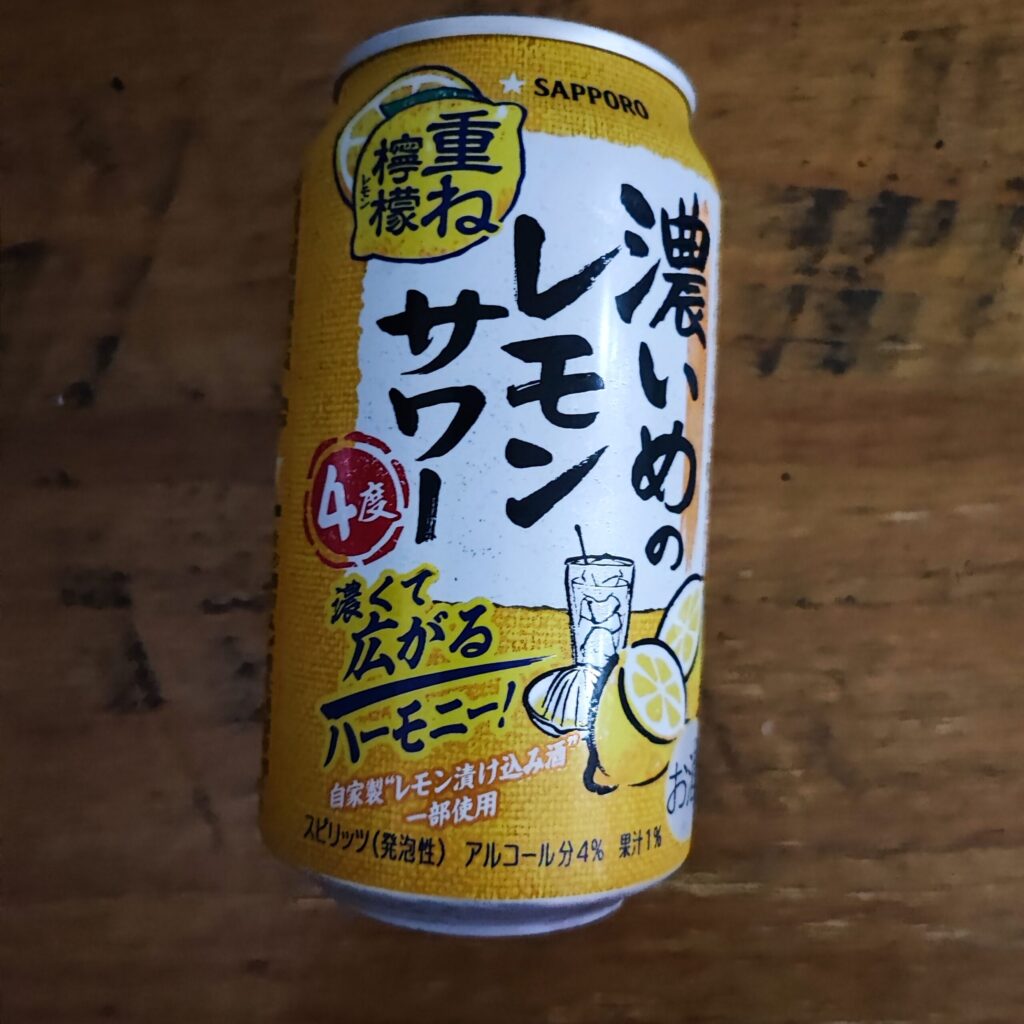 ★ SAPPORO
重ね
檸檬
レモン
濃いめの
レモン
サワー
4度
濃くて
広がる
ハーモニー!
自家製“レモン漬け込み酒”
一部使用
スピリッツ(発泡性) アルコール分4% 果汁1%
お酒